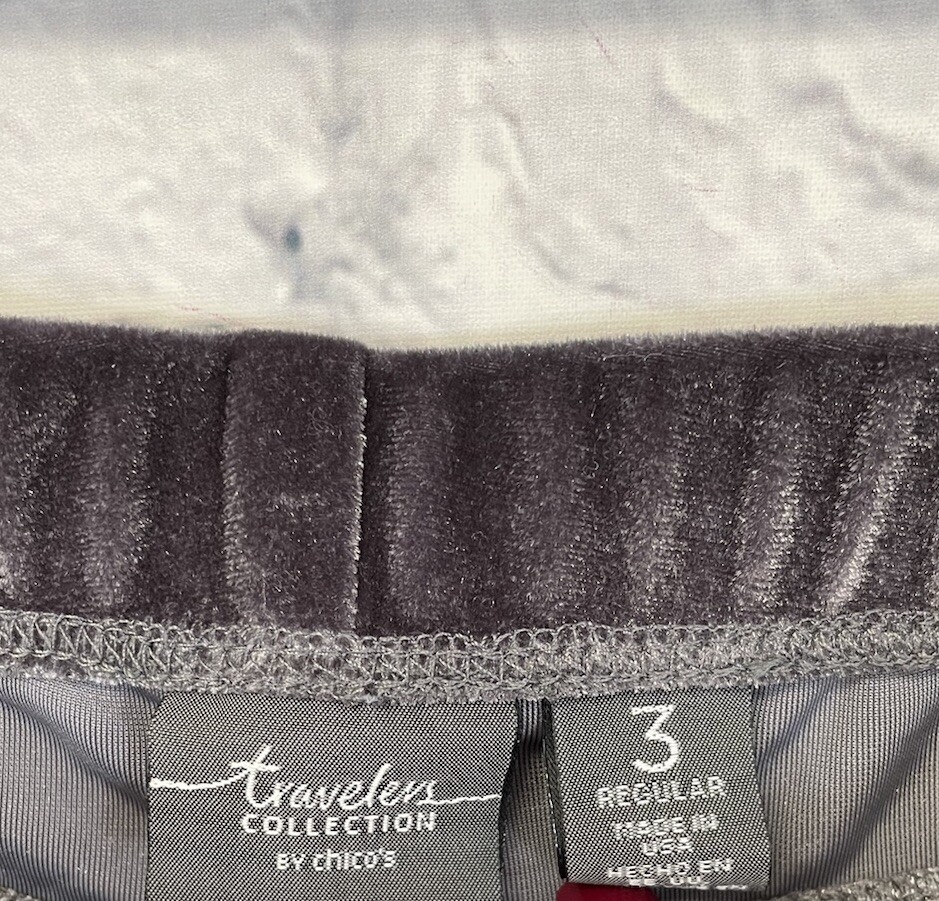 travelers
COLLECTION
BY chico's
3
REGULAR
MADE IN
USA
HECHO EN